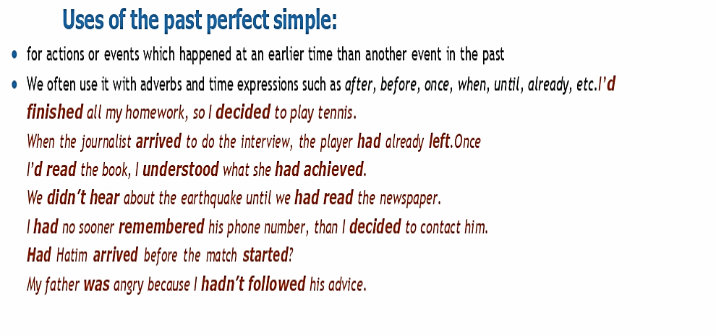 Uses of the past perfect simple:
• for actions or events which happened at an earlier time than another event in the past
• We often use it with adverbs and time expressions such as after, before, once, when, until, already, etc.I'd
finished all my homework, so I decided to play tennis.
When the journalist arrived to do the interview, the player had already left.Once
I'd read the book, I understood what she had achieved.
We didn't hear about the earthquake until we had read the newspaper.
I had no sooner remembered his phone number, than I decided to contact him.
Had Hatim arrived before the match started?
My father was angry because I hadn't followed his advice.